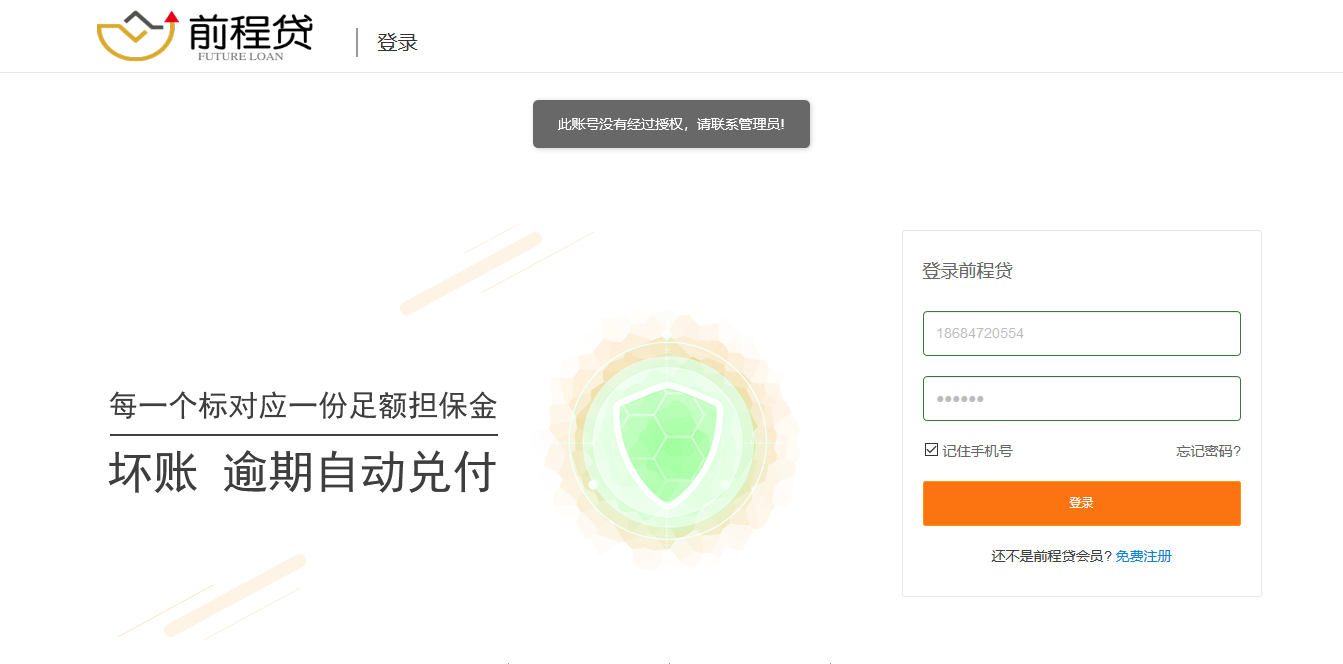 前程贷
FUTURE LOAN
登录
此账号没有经过授权，请联系管理员!
登录前程贷
18684720554
●●●●●●
记住手机号 忘记密码?
登录
还不是前程贷会员? 免费注册
每一个标对应一份足额担保金
坏账 逾期自动兑付